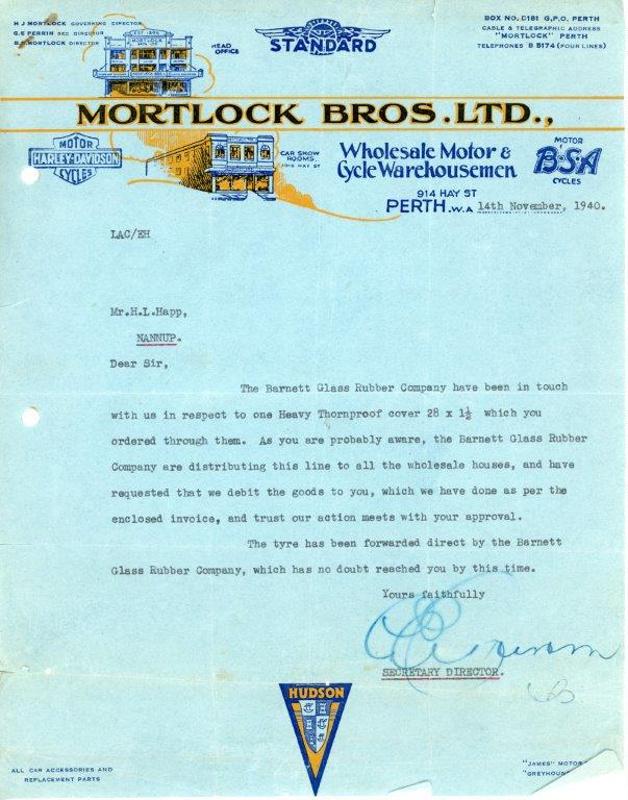 H J MORTLOCK GOVERNING DIRECTOR
G.E PERRIN SEC DIRECTOR
MORTLOCK DIRECTOR
HEAD OFFICE
STANDARD
BOX NO. C181 G.P.O. PERTH
CABLE & TELEGRAPHIC ADDRESS
"MORTLOCK" PERTH
TELEPHONES B 5174 (FOUR LINES)
MORTLOCK BROS. LTD.,
MOTOR
HARLEY-DAVIDSON
CYCLES
CAR SHOW
ROOMS,
HAY ST
Wholesale Motor &
Cycle Warehousemen
MOTOR
B.S.A
CYCLES
914 HAY ST
PERTH. W.A 14th November, 1940.
LAC/EH
Mr.H.L.Happ,
NANNUP.
Dear Sir,
The Barnett Glass Rubber Company have been in touch
with us in respect to one Heavy Thornproof cover 28 x 1½ which you
ordered through them. As you are probably aware, the Barnett Glass Rubber
Company are distributing this line to all the wholesale houses, and have
requested that we debit the goods to you, which we have done as per the
enclosed invoice, and trust our action meets with your approval.
The tyre has been forwarded direct by the Barnett
Glass Rubber Company, which has no doubt reached you by this time.
Yours faithfully
SECRETARY DIRECTOR.
HUDSON
ALL CAR ACCESSORIES AND
REPLACEMENT PARTS
"JAMES" MOTOR